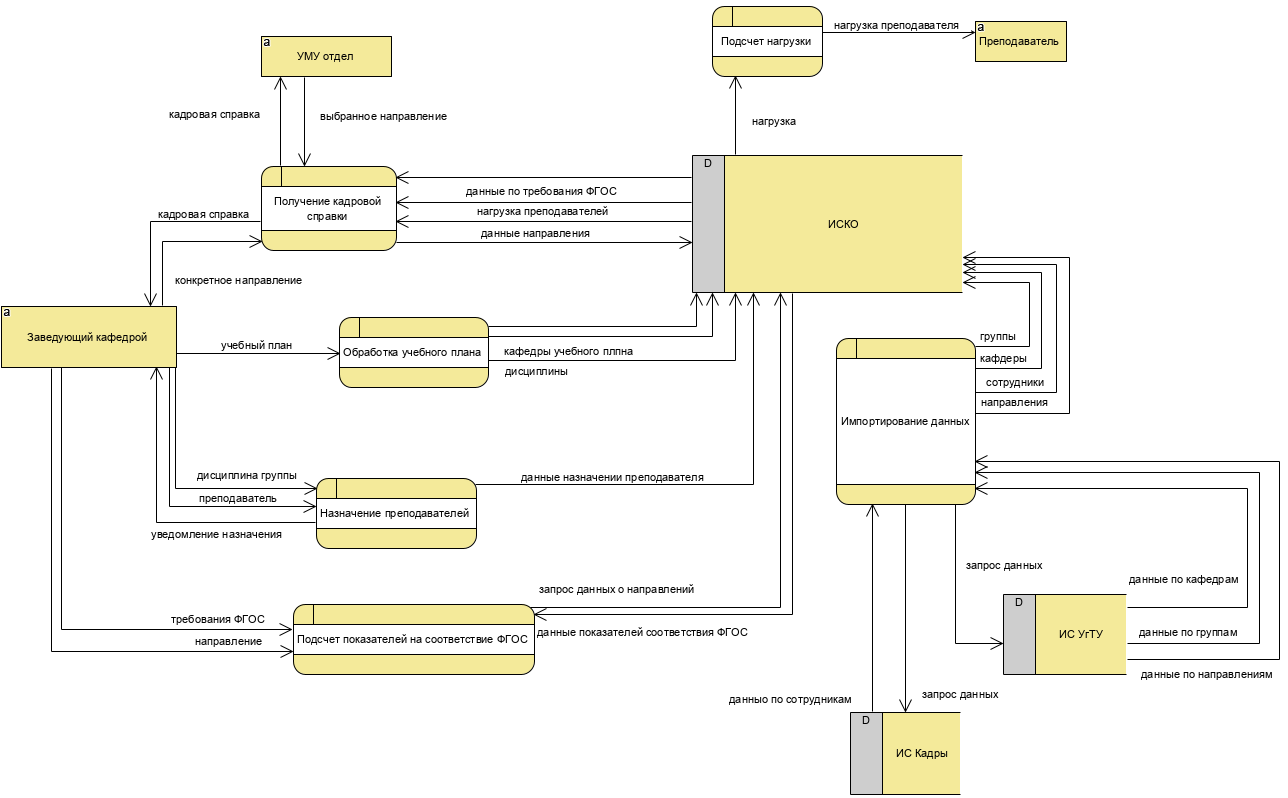 a
УМУ отдел
Подсчет нагрузки
нагрузка преподавателя
a
Преподаватель
кадровая справка
выбранное направление
нагрузка
D
ИСКО
Получение кадровой
справки
данные по требования ФГОС
нагрузка преподавателей
данные направления
кадровая справка
конкретное направление
a
Заведующий кафедрой
учебный план
Обработка учебного плана
кафедры учебного плпна
дисциплины
группы
кафдеры
сотрудники
направления
Импортирование данных
дисциплина группы
преподаватель
уведомление назначения
Назначение преподавателей
данные назначении преподавателя
запрос данных о направлений
данные показателей соответствия ФГОС
требования ФГОС
направление
Подсчет показателей на соответствие ФГОС
запрос данных
данные по кафедрам
D
ИС УгТУ
данные по группам
данные по направлениям
данныо по сотрудникам
запрос данных
D
ИС Кадры